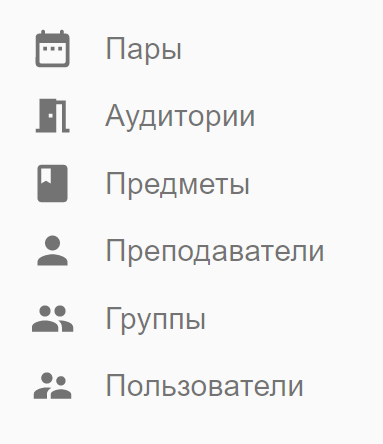 Пары
Аудитории
Предметы
Преподаватели
Группы
Пользователи